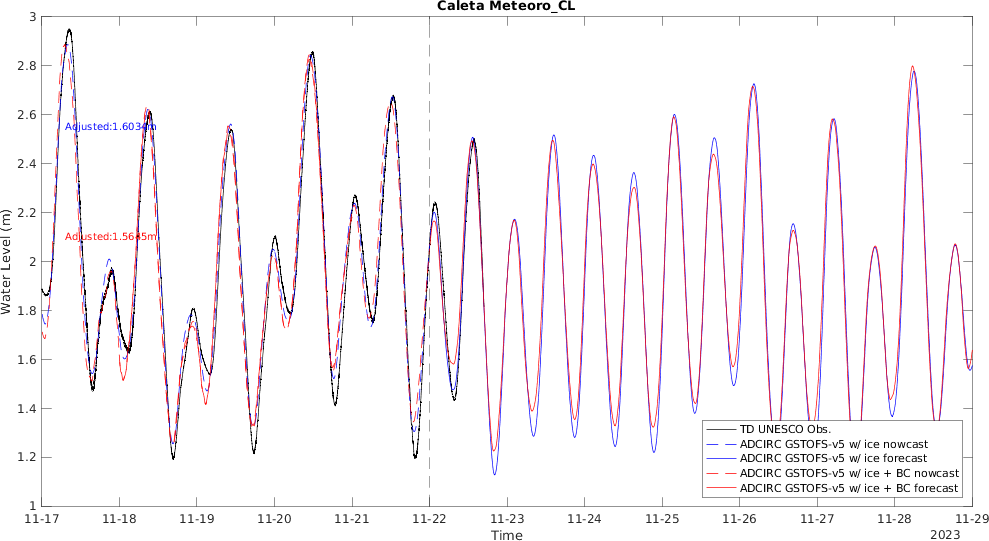 Caleta Meteoro_CL
Water Level (m)
3
2.8
2.6
2.4
2.2
2
1.8
1.6
1.4
1.2
1
Adjusted:1.6034m
Adjusted:1.5645m
TD UNESCO Obs.
ADCIRC GSTOFS-v5 w/ ice nowcast
ADCIRC GSTOFS-v5 w/ ice forecast
ADCIRC GSTOFS-v5 w/ ice + BC nowcast
ADCIRC GSTOFS-v5 w/ ice + BC forecast
11-17 11-18 11-19 11-20 11-21 11-22 11-23 11-24 11-25 11-26 11-27 11-28 11-29
Time
2023